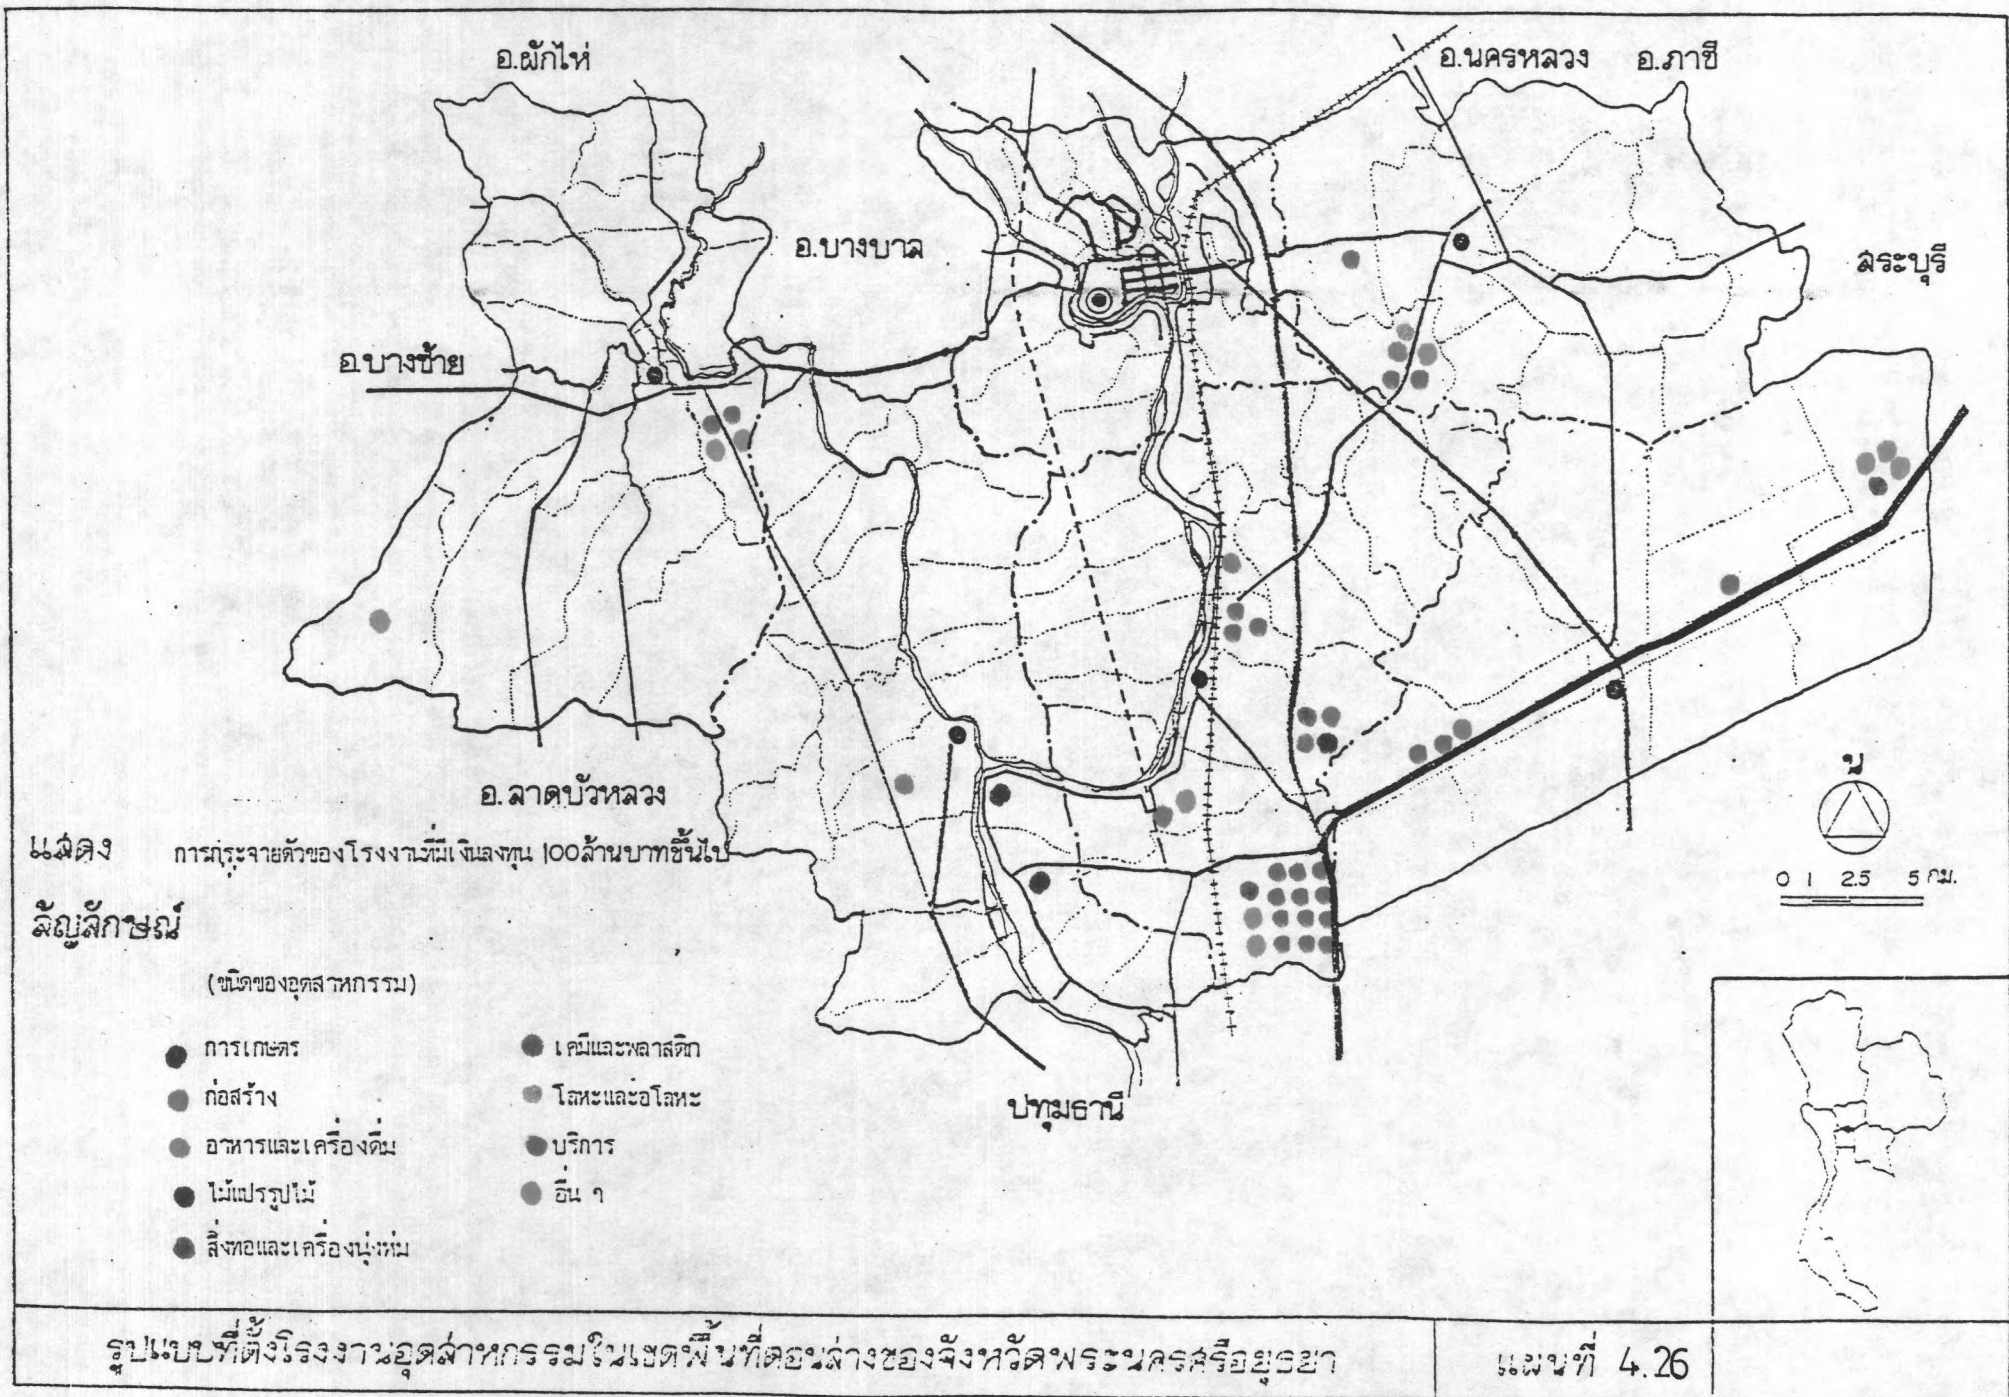 อ.ผักไห่
อ.นครหลวง
อ.ภาชี
อ.บางบาล
สระบุรี
อ.บางซ้าย
อ.ลาดบัวหลวง
น
0 1 2.5 5 กม.
แสดง การกระจายตัวของโรงงานที่มีเงินลงทุน 100 ล้านบาทขึ้นไป
สัญลักษณ์
(ชนิดของอุตสาหกรรม)
การเกษตร
ก่อสร้าง
อาหารและเครื่องดื่ม
ไม้แปรรูปไม้
สิ่งทอและเครื่องนุ่งห่ม
เคมีและพลาสติก
โลหะและอโลหะ
บริการ
อื่น ๆ
ปทุมธานี
รูปแบบที่ตั้งโรงงานอุตสาหกรรมในเขตพื้นที่ตอนล่างของจังหวัดพระนครศรีอยุธยา
แผนที่ 4.26